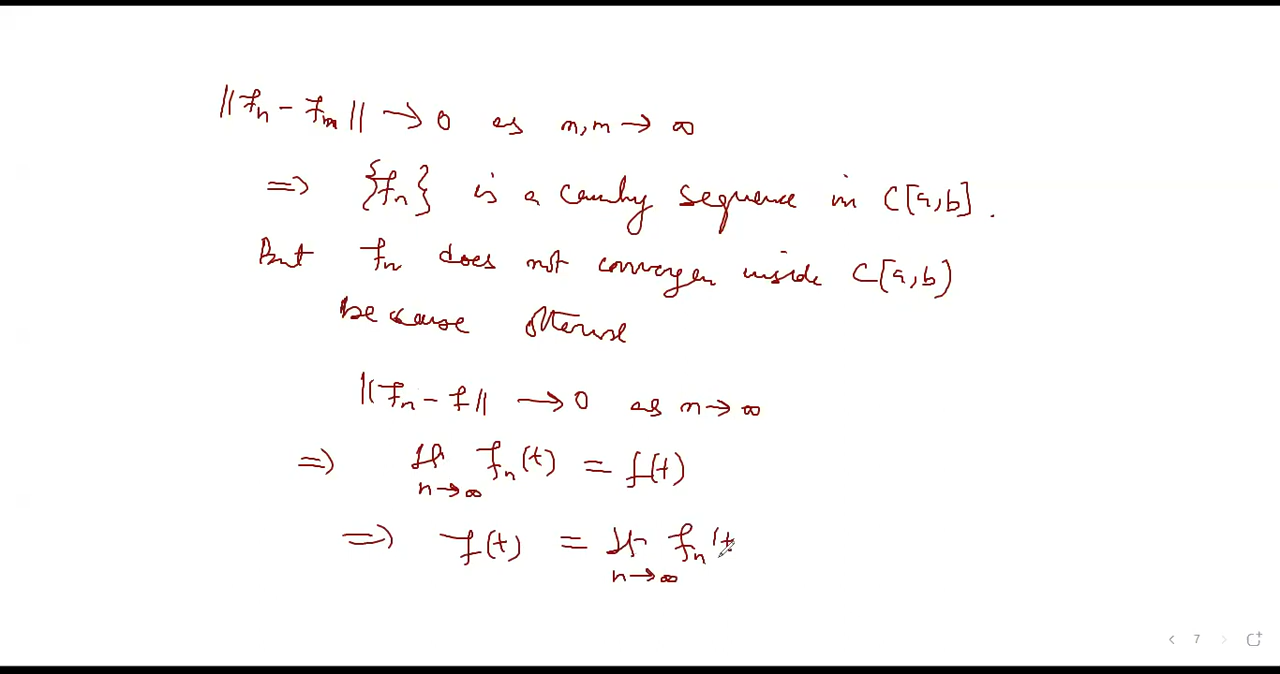 ||fn - fm|| → 0 as n,m → ∞
⇒ {fn} is a Cauchy sequence in C[a,b].
But fn does not convergen inside C[a,b)
because otherwise
||fn - f|| → 0 as n → ∞
⇒ lt n→∞ fn(t) = f(t)
⇒ f(t) = lt n→∞ fn(t
7